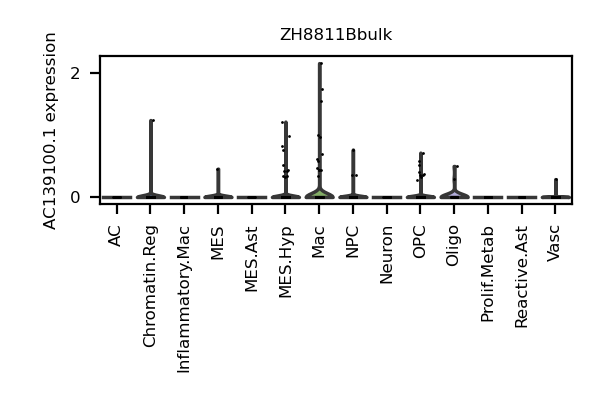 ZH8811Bbulk
AC139100.1 expression
2
0
AC
Chromatin.Reg
Inflammatory.Mac
MES
MES.Ast
MES.Hyp
Mac
NPC
Neuron
OPC
Oligo
Prolif.Metab
Reactive.Ast
Vasc